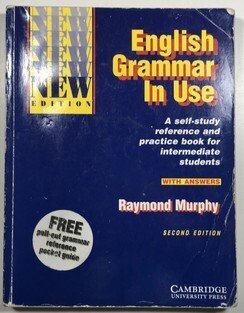 NEW
NEW
NEW
NEW
NEW
EDITION
English
Grammar
In Use
A self-study
reference and
practice book for
intermediate
students
WITH ANSWERS
Raymond Murphy
SECOND EDITION
FREE
pull-out grammar
reference
pocket guide
CAMBRIDGE
UNIVERSITY PRESS